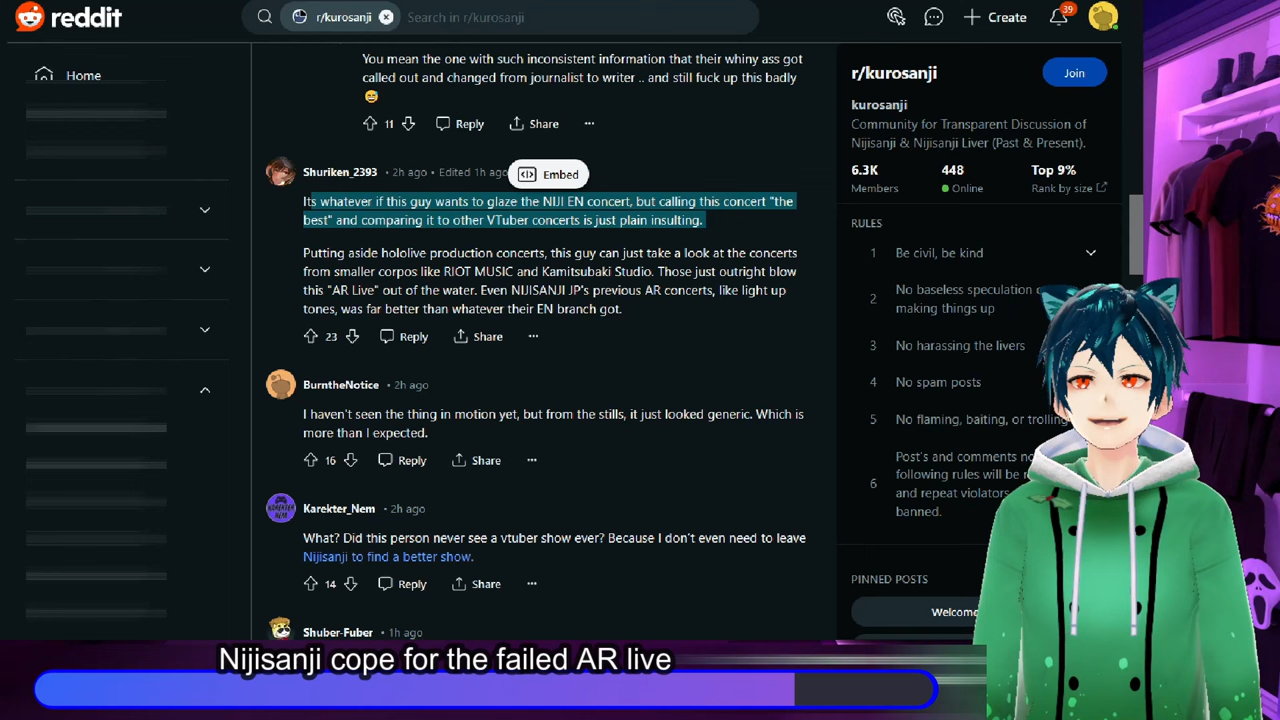 reddit
r/kurosanji
Search in r/kurosanji
Create
39
Home
You mean the one with such inconsistent information that their whiny ass got
called out and changed from journalist to writer .. and still fuck up this badly
😅
11
Reply
Share
Shuriken_2393 • 2h ago • Edited 1h ago
Embed
Its whatever if this guy wants to glaze the NIJI EN concert, but calling this concert "the
best" and comparing it to other VTuber concerts is just plain insulting.
Putting aside hololive production concerts, this guy can just take a look at the concerts
from smaller corpos like RIOT MUSIC and Kamitsubaki Studio. Those just outright blow
this "AR Live" out of the water. Even NIJISANJI JP's previous AR concerts, like light up
tones, was far better than whatever their EN branch got.
23
Reply
Share
BurntheNotice • 2h ago
I haven't seen the thing in motion yet, but from the stills, it just looked generic. Which is
more than I expected.
16
Reply
Share
Karekter_Nem • 2h ago
What? Did this person never see a vtuber show ever? Because I don't even need to leave
Nijisanji to find a better show.
14
Reply
Share
Shuber-Fuber • 1h ago
r/kurosanji
Join
kurosanji
Community for Transparent Discussion of
Nijisanji & Nijisanji Liver (Past & Present).
6.3K
448
Top 9%
Members
Online
Rank by size
RULES
1 Be civil, be kind
2 No baseless speculation
making things up
3 No harassing the livers
4 No spam posts
5 No flaming, baiting, or trolling
6 Post's and comments
following rules will be
and repeat violators
banned.
PINNED POSTS
Welcome
Nijisanji cope for the failed AR live